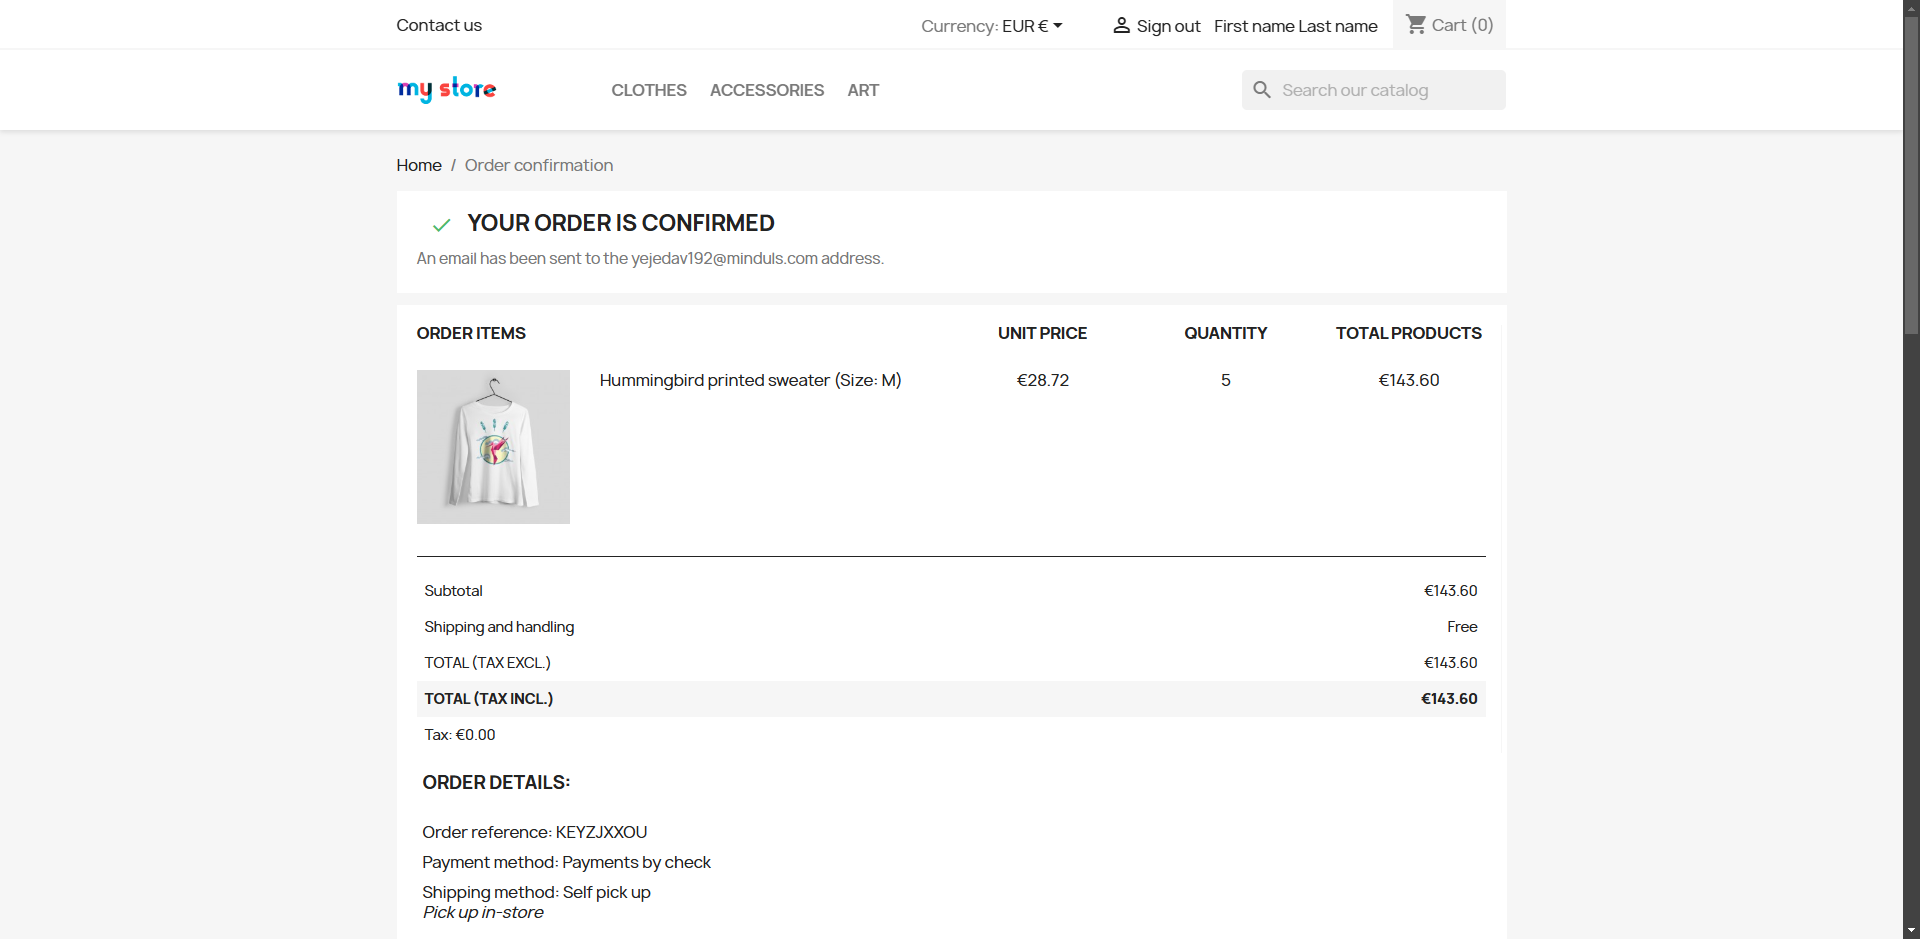 Contact us
Currency: EUR €
Sign out
First name Last name
Cart (0)
my store
CLOTHES
ACCESSORIES
ART
Search our catalog
Home / Order confirmation
YOUR ORDER IS CONFIRMED
An email has been sent to the yejedav192@minduls.com address.
ORDER ITEMS UNIT PRICE QUANTITY TOTAL PRODUCTS
Hummingbird printed sweater (Size: M) €28.72 5 €143.60
Subtotal €143.60
Shipping and handling Free
TOTAL (TAX EXCL.) €143.60
TOTAL (TAX INCL.) €143.60
Tax: €0.00
ORDER DETAILS:
Order reference: KEYZJXXOU
Payment method: Payments by check
Shipping method: Self pick up
Pick up in-store